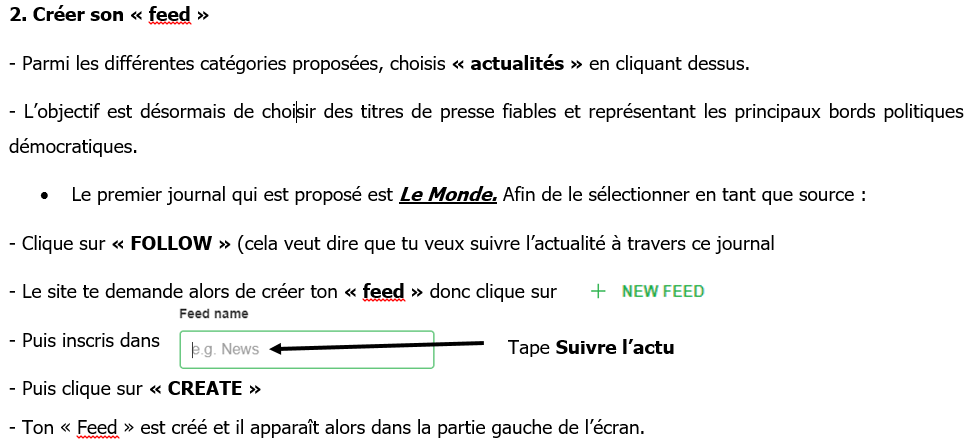 2. Créer son « feed »
- Parmi les différentes catégories proposées, choisis « actualités » en cliquant dessus.
- L’objectif est désormais de choisir des titres de presse fiables et représentant les principaux bords politiques
démocratiques.
• Le premier journal qui est proposé est Le Monde. Afin de le sélectionner en tant que source :
- Clique sur « FOLLOW » (cela veut dire que tu veux suivre l’actualité à travers ce journal
- Le site te demande alors de créer ton « feed » donc clique sur + NEW FEED
Feed name
- Puis inscris dans e.g. News Tape Suivre l’actu
- Puis clique sur « CREATE »
- Ton « Feed » est créé et il apparaît alors dans la partie gauche de l’écran.